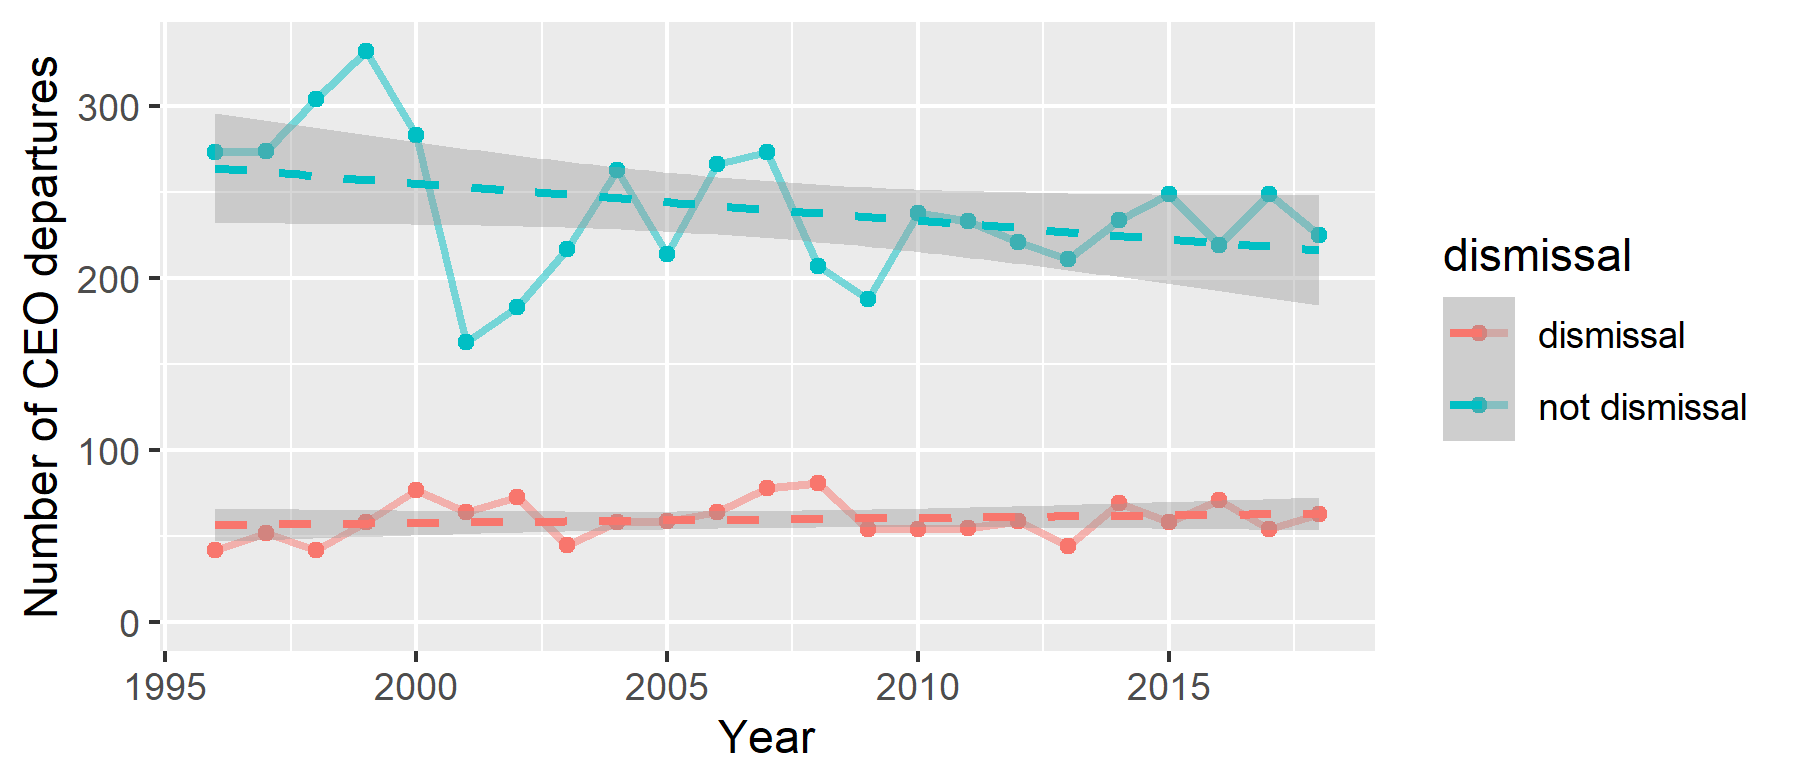 Number of CEO departures
300
200
100
0
1995
2000
2005
2010
2015
Year
dismissal
dismissal
not dismissal